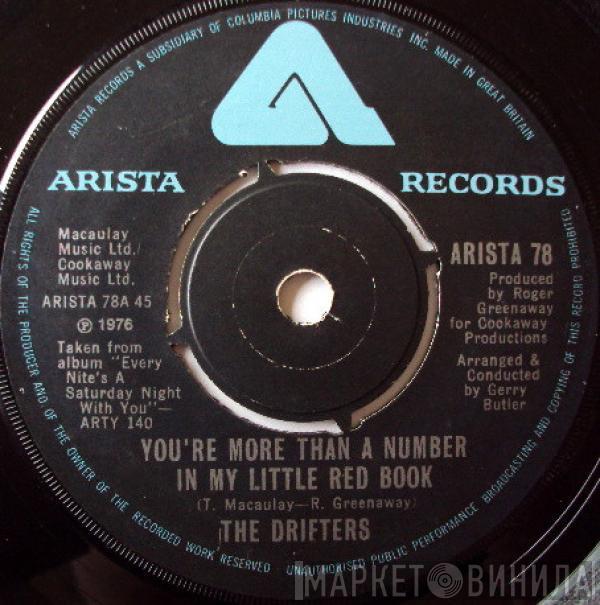 ARISTA RECORDS A SUBSIDIARY OF COLUMBIA PICTURES INDUSTRIES INC. MADE IN GREAT BRITAIN
ARISTA RECORDS
Macaulay
Music Ltd./
Cookaway
Music Ltd.
ARISTA 78A 45
℗ 1976
Taken from
album "Every
Nite's A
Saturday Night
With You"—
ARTY 140
ARISTA 78
Produced
by Roger
Greenaway
for Cookaway
Productions
Arranged &
Conducted
by Gerry
Butler
YOU'RE MORE THAN A NUMBER
IN MY LITTLE RED BOOK
(T. Macaulay—R. Greenaway)
THE DRIFTERS
ALL RIGHTS OF THE PRODUCER AND OF THE OWNER OF THE RECORDED WORK RESERVED UNAUTHORISED PUBLIC PERFORMANCE BROADCASTING AND COPYING OF THIS RECORD PROHIBITED
МАРКЕТ ВИНИЛА